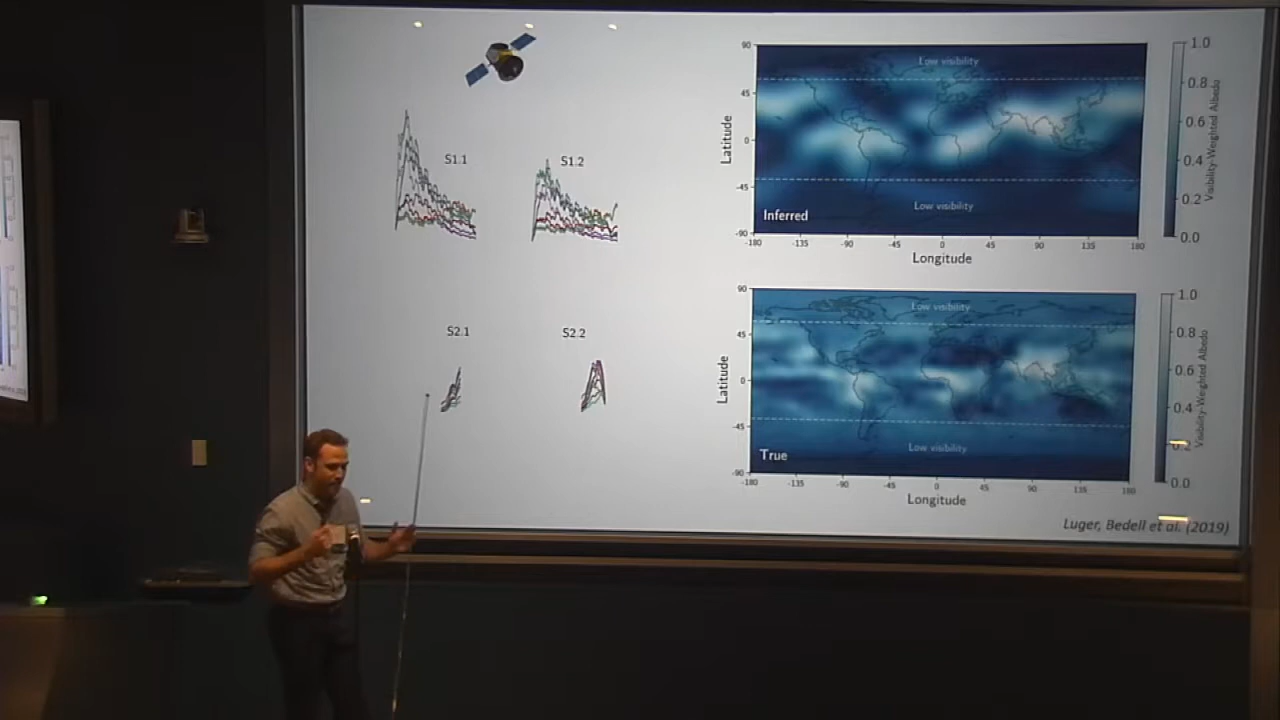 S1.1
S1.2
S2.1
S2.2
90
45
0
-45
-90
Latitude
Low visibility
Low visibility
Inferred
-180
-135
-90
-45
0
45
90
135
180
Longitude
1.0
0.8
0.6
0.4
0.2
0.0
Visibility-Weighted Albedo
90
45
0
-45
-90
Latitude
Low visibility
Low visibility
True
-180
-135
-90
-45
0
45
90
135
180
Longitude
1.0
0.8
0.6
0.4
0.2
0.0
Visibility-Weighted Albedo
Luger, Bedell et al. (2019)